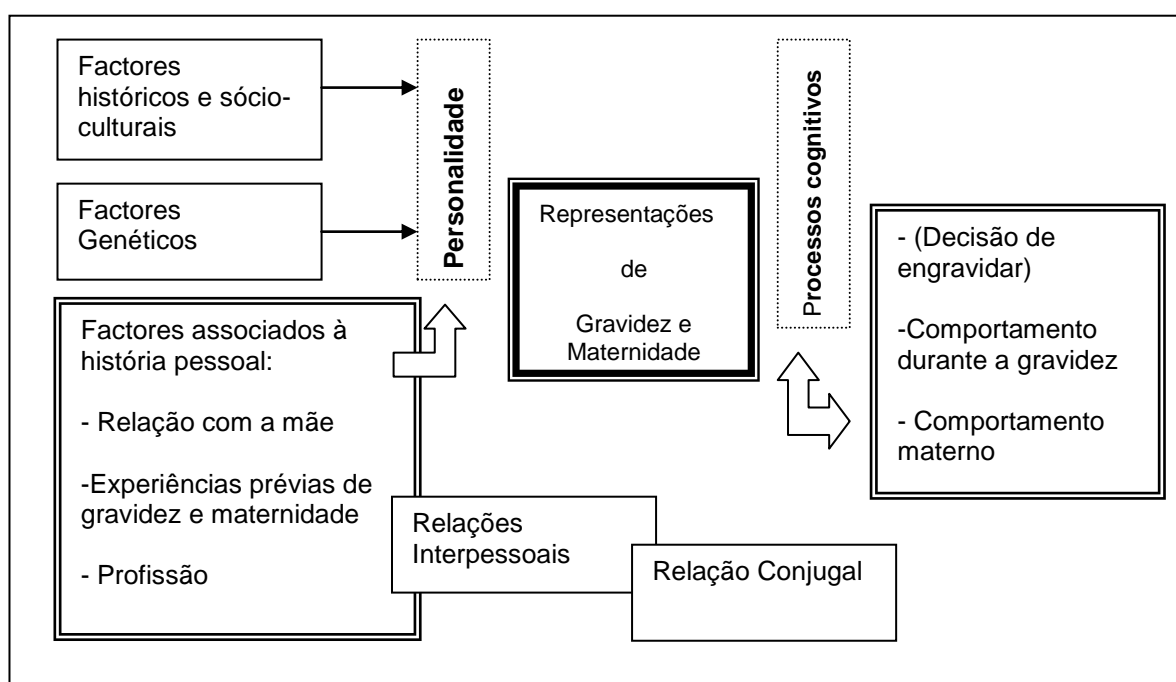 Factores
históricos e sócio-
culturais
Factores
Genéticos
Factores associados à
história pessoal:
- Relação com a mãe
-Experiências prévias de
gravidez e maternidade
- Profissão
Personalidade
Relações
Interpessoais
Relação Conjugal
Representações
de
Gravidez e
Maternidade
Processos cognitivos
- (Decisão de
engravidar)
-Comportamento
durante a gravidez
- Comportamento
materno